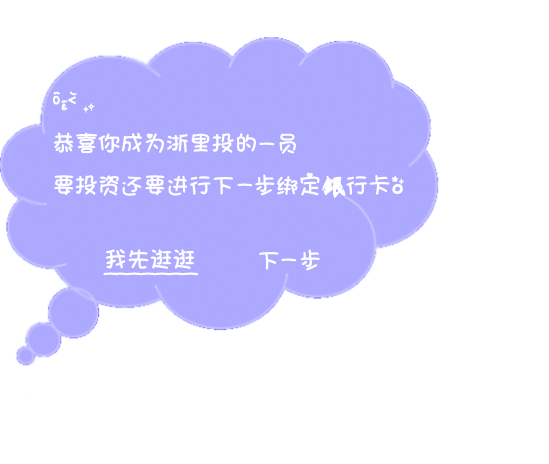 恭喜你成为浙里投的一员
要投资还要进行下一步绑定银行卡
我先逛逛
下一步